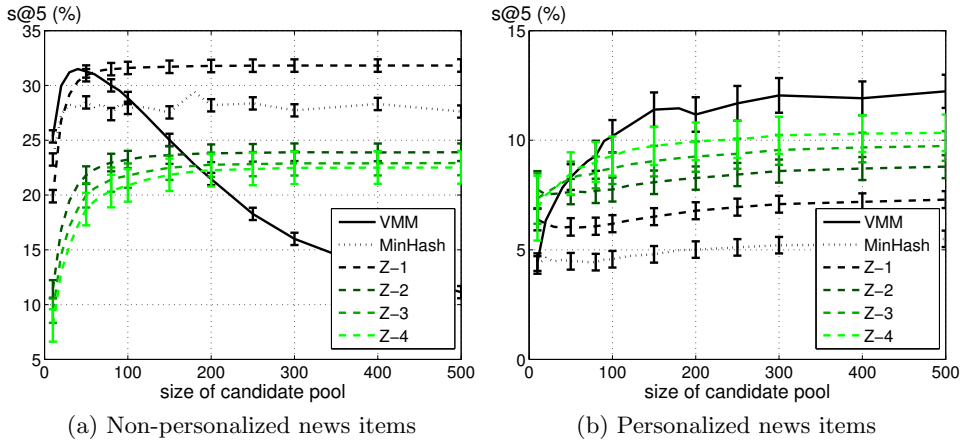 s@5 (%)
35
30
25
20
15
10
5
0
100
200
300
400
500
size of candidate pool
VMM
MinHash
Z−1
Z−2
Z−3
Z−4
(a) Non-personalized news items
s@5 (%)
15
10
5
0
0
100
200
300
400
500
size of candidate pool
VMM
MinHash
Z−1
Z−2
Z−3
Z−4
(b) Personalized news items